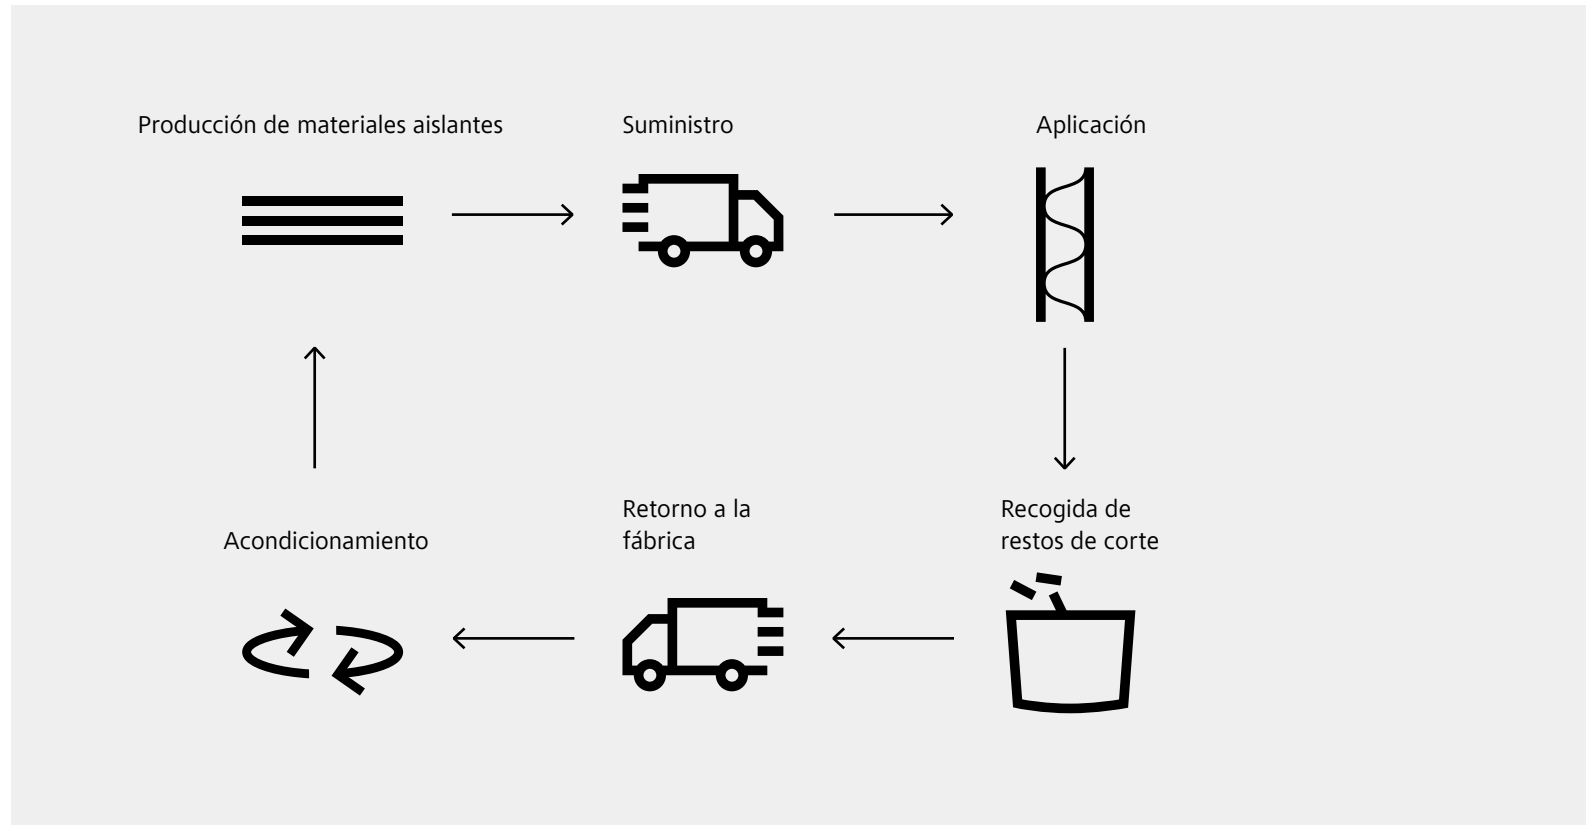 Producción de materiales aislantes
Suministro
Aplicación
Acondicionamiento
Retorno a la
fábrica
Recogida de
restos de corte